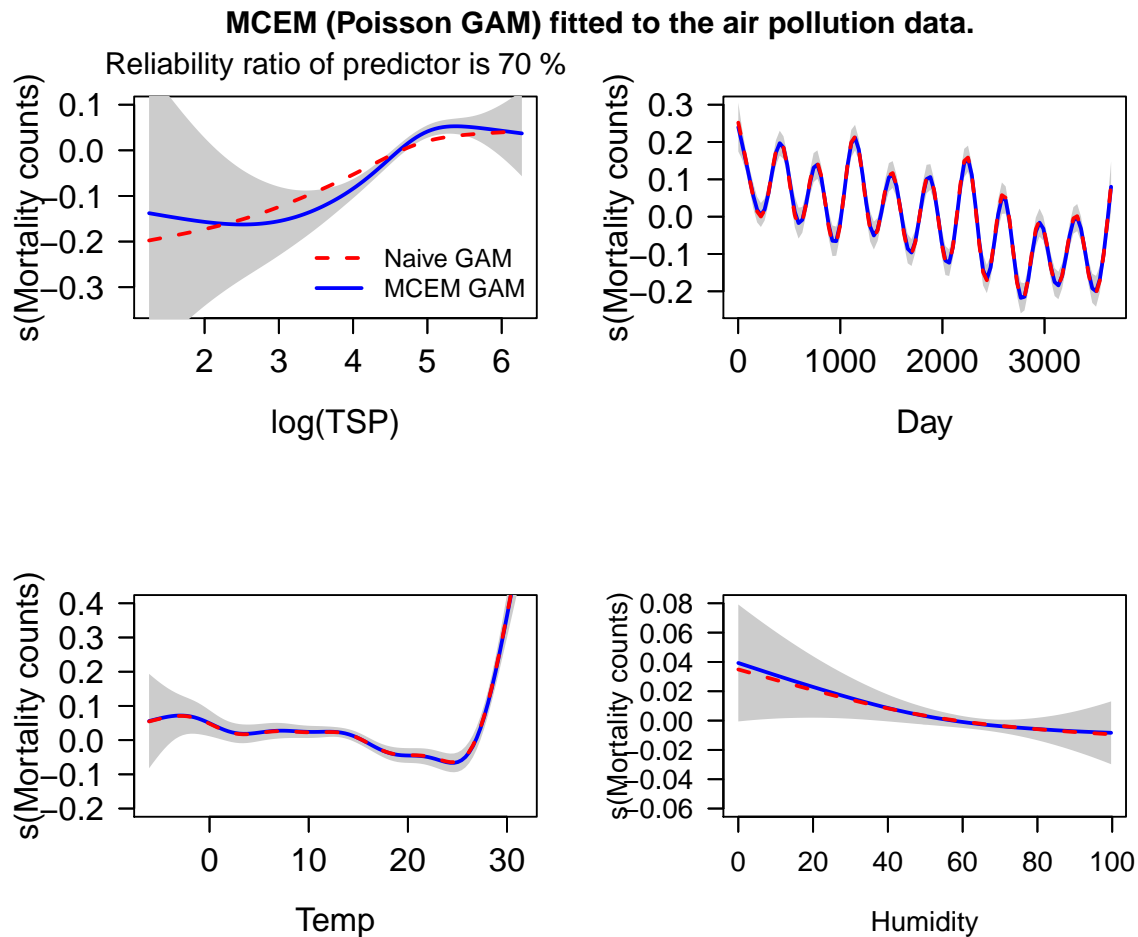 MCEM (Poisson GAM) fitted to the air pollution data.
Reliability ratio of predictor is 70 %
s(Mortality counts)
0.1
0.0
−0.1
−0.2
−0.3
Naive GAM
MCEM GAM
2 3 4 5 6
log(TSP)
s(Mortality counts)
0.3
0.2
0.1
0.0
−0.1
−0.2
0 1000 2000 3000
Day
s(Mortality counts)
0.4
0.3
0.2
0.1
0.0
−0.1
−0.2
0 10 20 30
Temp
s(Mortality counts)
0.08
0.06
0.04
0.02
0.00
−0.02
−0.04
−0.06
0 20 40 60 80 100
Humidity